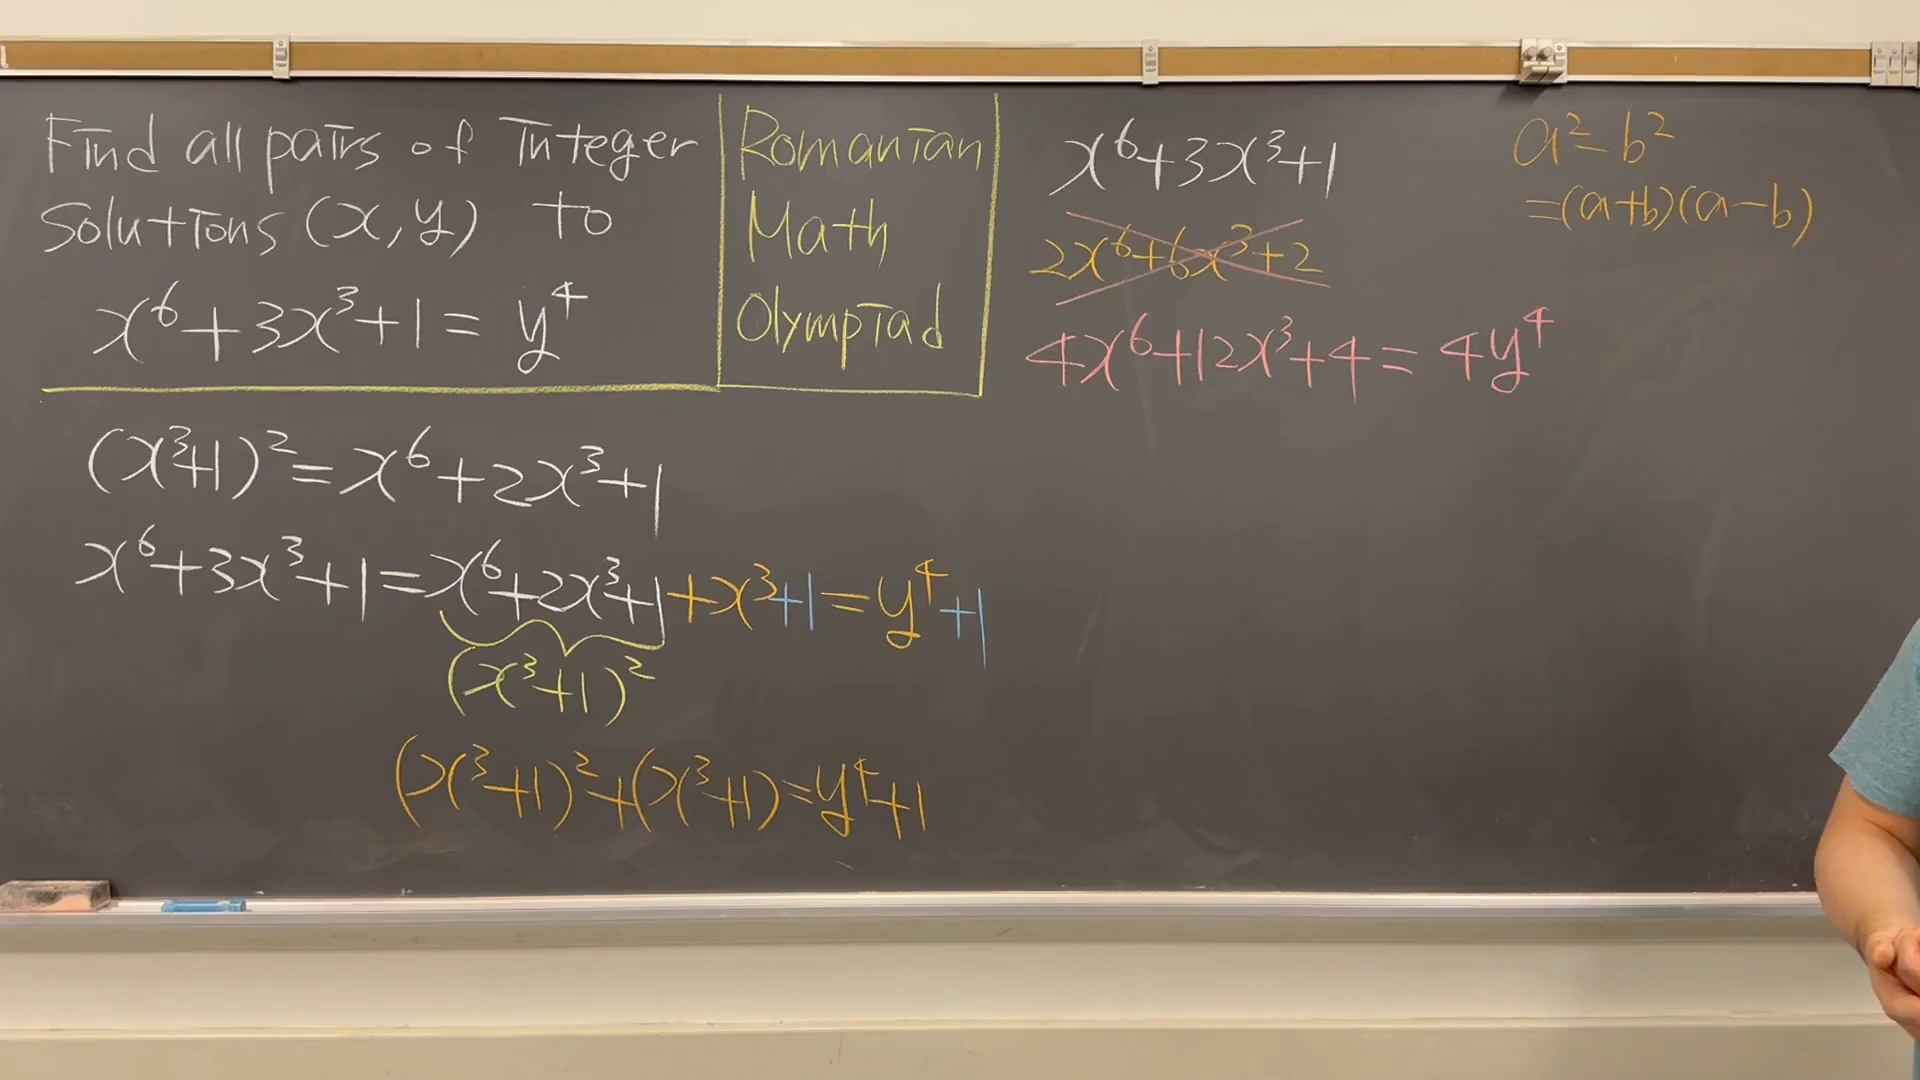 Find all pairs of Integer
Solutions (x, y) to
x⁶+3x³+1 = y⁴
Romanian
Math
Olympiad
(x³+1)² = x⁶+2x³+1
x⁶+3x³+1 = x⁶+2x³+1+x³+1 = y⁴+1
(x³+1)²
(x³+1)²+(x³+1) = y⁴+1
x⁶+3x³+1
2x⁶+6x³+2
4x⁶+12x³+4 = 4y⁴
a²-b²
=(a+b)(a-b)